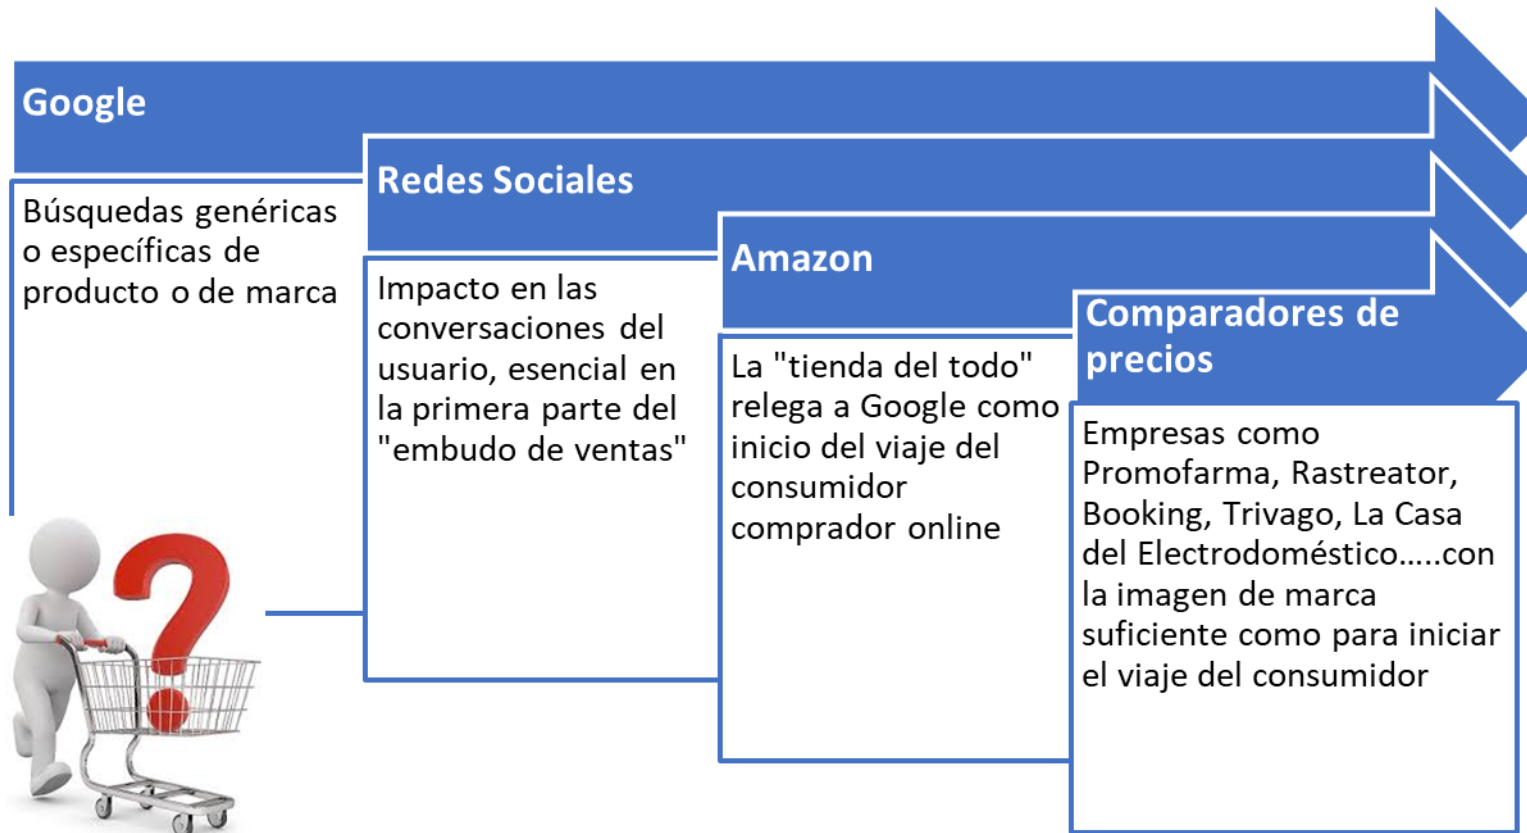 Google
Búsquedas genéricas
o específicas de
producto o de marca
Redes Sociales
Impacto en las
conversaciones del
usuario, esencial en
la primera parte del
"embudo de ventas"
Amazon
La "tienda del todo"
relega a Google como
inicio del viaje del
consumidor
comprador online
Comparadores de
precios
Empresas como
Promofarma, Rastreator,
Booking, Trivago, La Casa
del Electrodoméstico.....con
la imagen de marca
suficiente como para iniciar
el viaje del consumidor